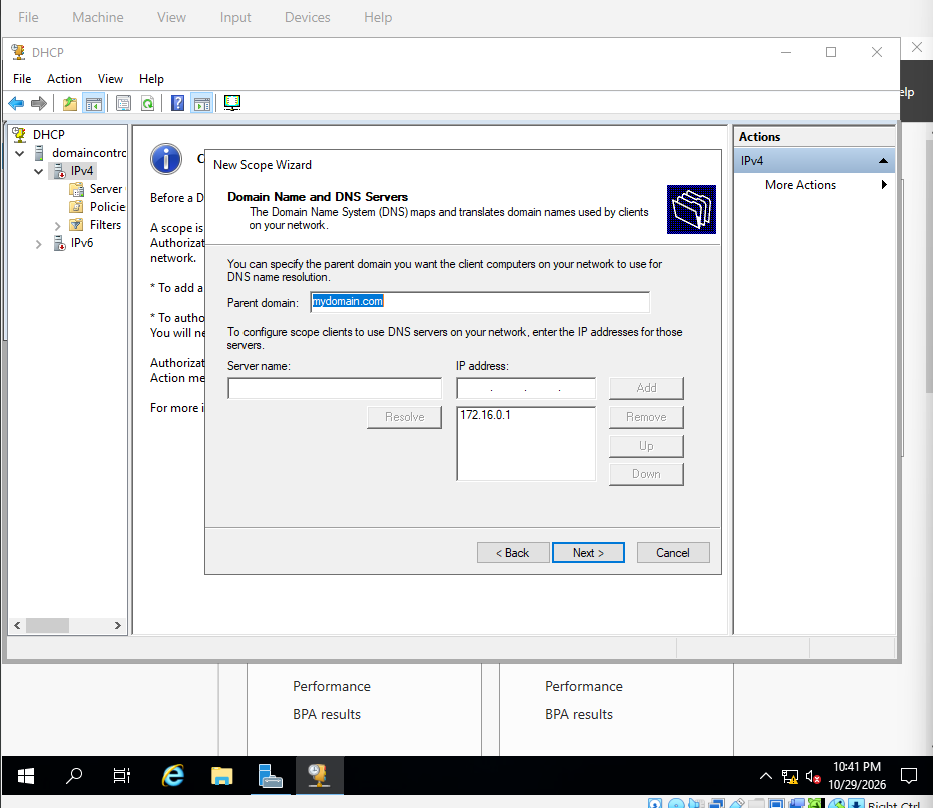 File Machine View Input Devices Help
DHCP
elp
File Action View Help
DHCP
domaincontro
IPv4
Server
Policie
Filters
IPv6
C
Before a D
A scope is
Authorizat
network.
* To add a
* To autho
You will ne
Authorizat
Action me
For more i
New Scope Wizard
Domain Name and DNS Servers
The Domain Name System (DNS) maps and translates domain names used by clients
on your network.
You can specify the parent domain you want the client computers on your network to use for
DNS name resolution.
Parent domain: mydomain.com
To configure scope clients to use DNS servers on your network, enter the IP addresses for those
servers.
Server name: IP address:
. . . Add
Resolve 172.16.0.1 Remove
Up
Down
< Back Next > Cancel
Actions
IPv4
More Actions
Performance Performance
BPA results BPA results
10:41 PM
10/29/2026
Right Ctrl